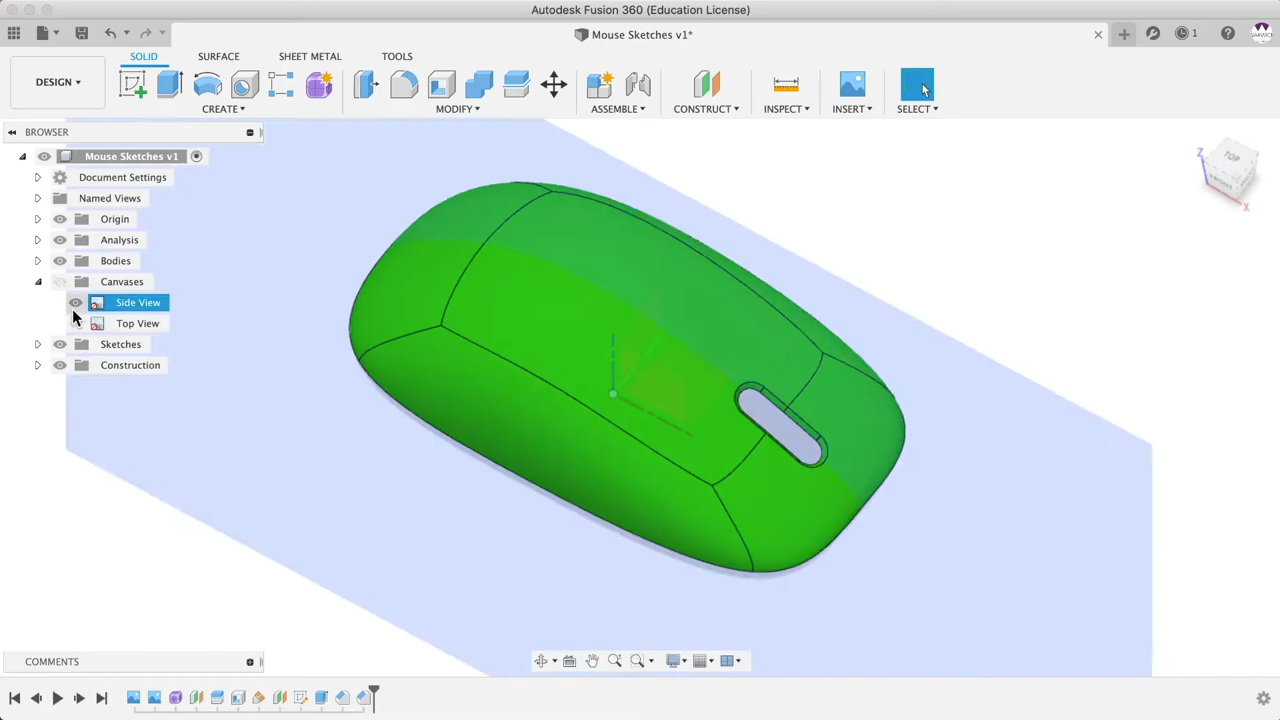 Autodesk Fusion 360 (Education License)
Mouse Sketches v1*
1
DESIGN
SOLID
SURFACE
SHEET METAL
TOOLS
CREATE
MODIFY
ASSEMBLE
CONSTRUCT
INSPECT
INSERT
SELECT
BROWSER
Mouse Sketches v1
Document Settings
Named Views
Origin
Analysis
Bodies
Canvases
Side View
Top View
Sketches
Construction
TOP
FRONT
Z
X
COMMENTS